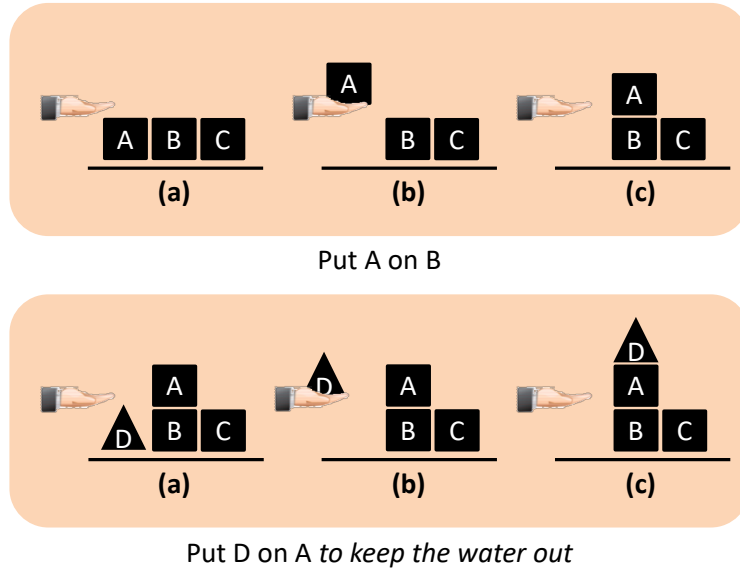 A
A
A B C B C B C
(a) (b) (c)
Put A on B
D
A D A A
D B C B C B C
(a) (b) (c)
Put D on A to keep the water out